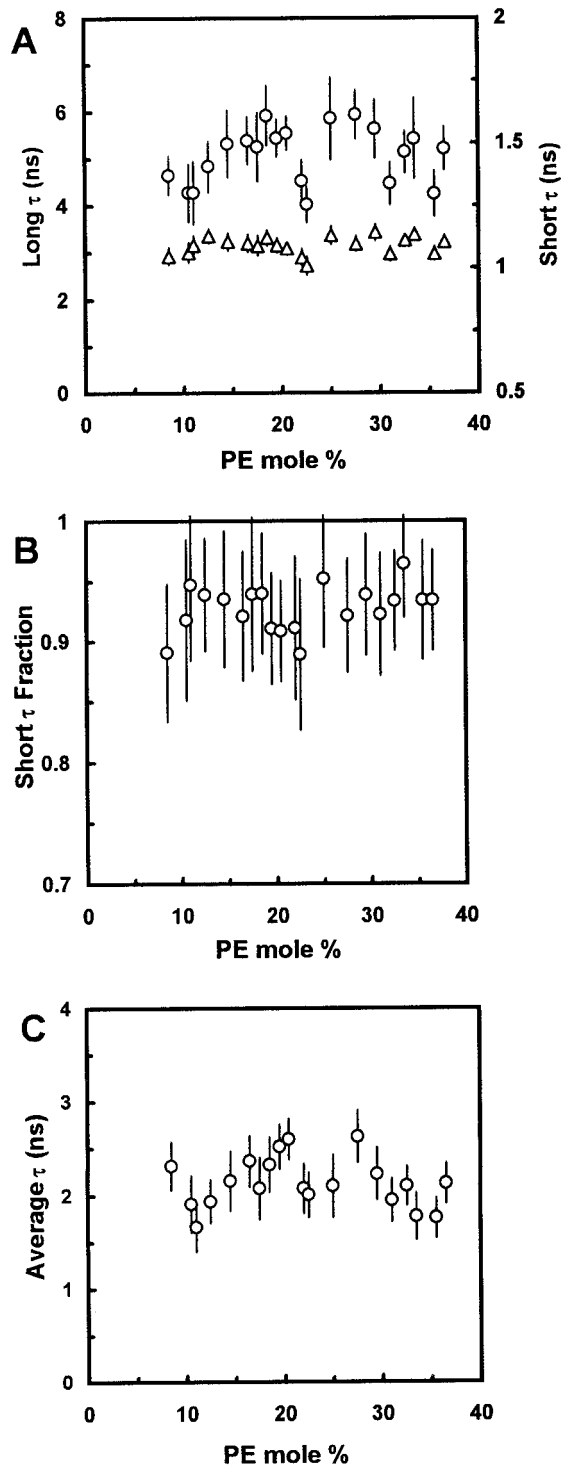 A
8
6
4
2
0
Long τ (ns)
2
1.5
1
0.5
Short τ (ns)
0 10 20 30 40
PE mole %
B
1
0.9
0.8
0.7
Short τ Fraction
0 10 20 30 40
PE mole %
C
4
3
2
1
0
Average τ (ns)
0 10 20 30 40
PE mole %